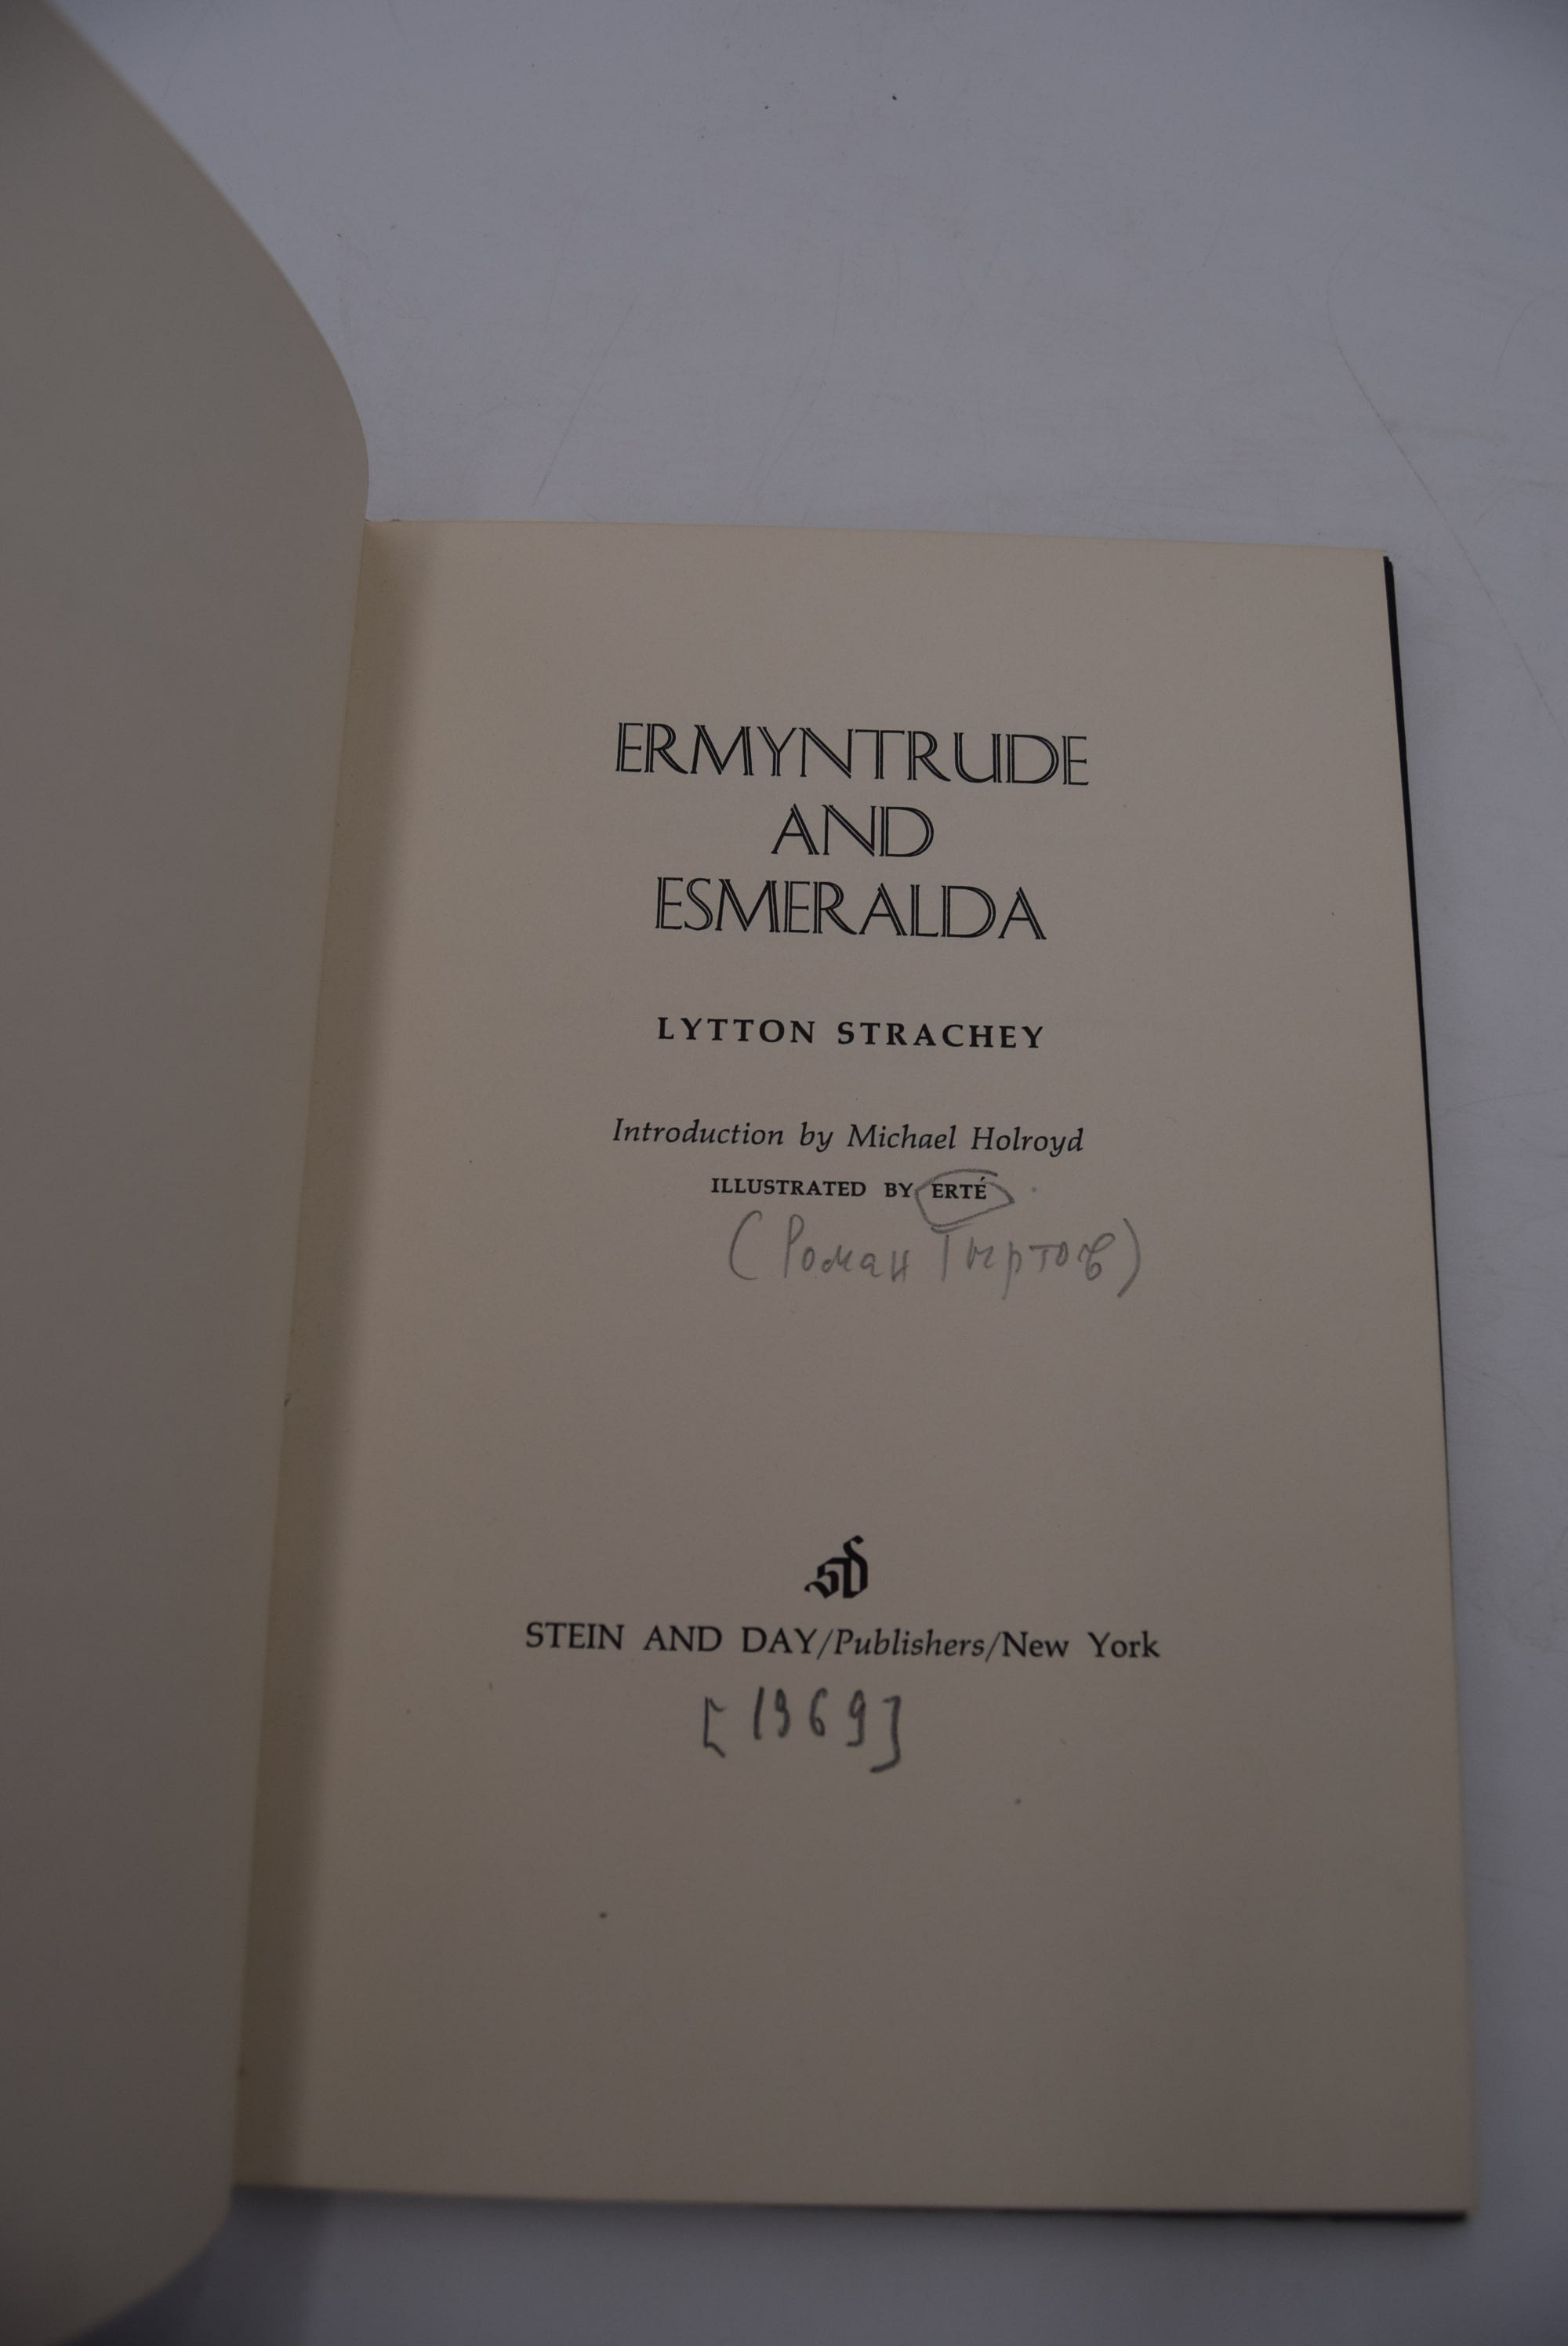 ERMYNTRUDE
AND
ESMERALDA
LYTTON STRACHEY
Introduction by Michael Holroyd
ILLUSTRATED BY ERTÉ
(Роман Тыртов)
SD
STEIN AND DAY/Publishers/New York
[1969]